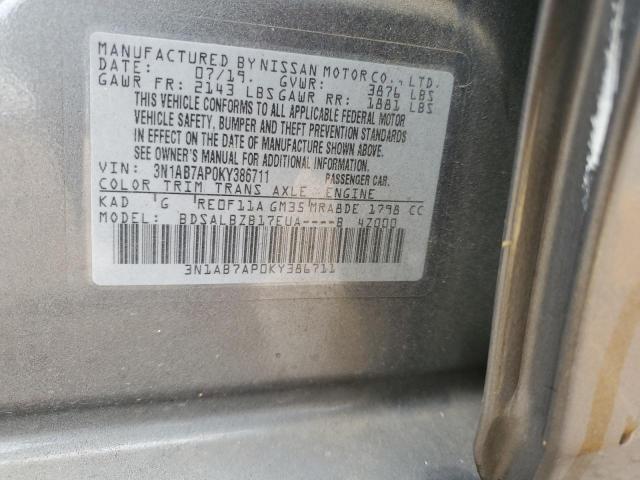 MANUFACTURED BY NISSAN MOTOR CO., LTD.
DATE: 07/19. GVWR: 3876 LBS
GAWR FR: 2143 LBS GAWR RR: 1881 LBS
THIS VEHICLE CONFORMS TO ALL APPLICABLE FEDERAL MOTOR
VEHICLE SAFETY, BUMPER AND THEFT PREVENTION STANDARDS
IN EFFECT ON THE DATE OF MANUFACTURE SHOWN ABOVE.
SEE OWNER'S MANUAL FOR ADDITIONAL INFORMATION.
VIN: 3N1AB7AP0KY386711 PASSENGER CAR.
COLOR TRIM TRANS AXLE ENGINE
KAD G RE0F11A GM35 MRA8DE 1798 CC
MODEL: BDSALBZB17EUA----B 4Z000
3N1AB7AP0KY386711